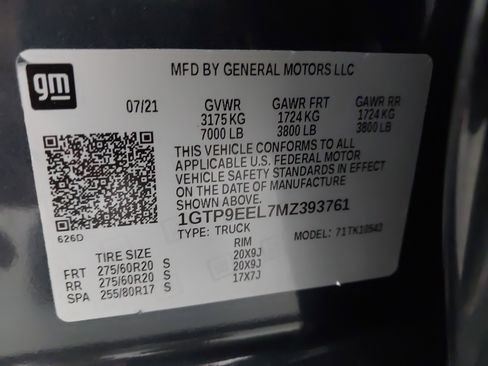 gm
MFD BY GENERAL MOTORS LLC
07/21 GVWR GAWR FRT GAWR RR
3175 KG 1724 KG 1724 KG
7000 LB 3800 LB 3800 LB
THIS VEHICLE CONFORMS TO ALL
APPLICABLE U.S. FEDERAL MOTOR
VEHICLE SAFETY STANDARDS IN EFFECT
ON THE DATE OF MANUFACTURE
SHOWN ABOVE.
1GTP9EEL7MZ393761
626D
TYPE: TRUCK MODEL: 71TK10543
TIRE SIZE RIM
FRT 275/60R20 S 20X9J
RR 275/60R20 S 20X9J
SPA 255/80R17 S 17X7J